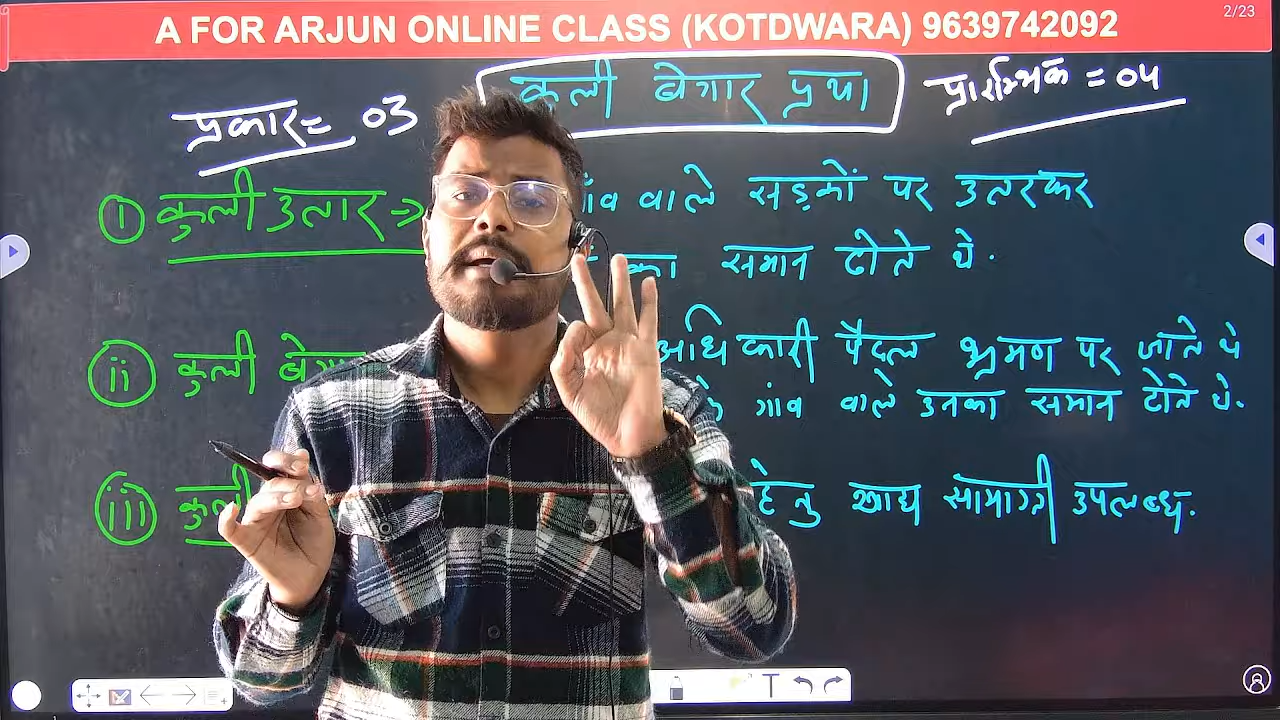 2/23
A FOR ARJUN ONLINE CLASS (KOTDWARA) 9639742092
कुली बेगार प्रथा
प्रारम्भिक = 04
प्रकार = 03
① कुली उतार → वाले सड़कों पर उतरकर
का समान ढोते थे.
ii कुली अधिकारी पैदल भ्रमण पर जाते थे
गांव वाले उनका समान ढोते थे.
iii हेतु खाद्य सामाग्री उपलब्ध.
T